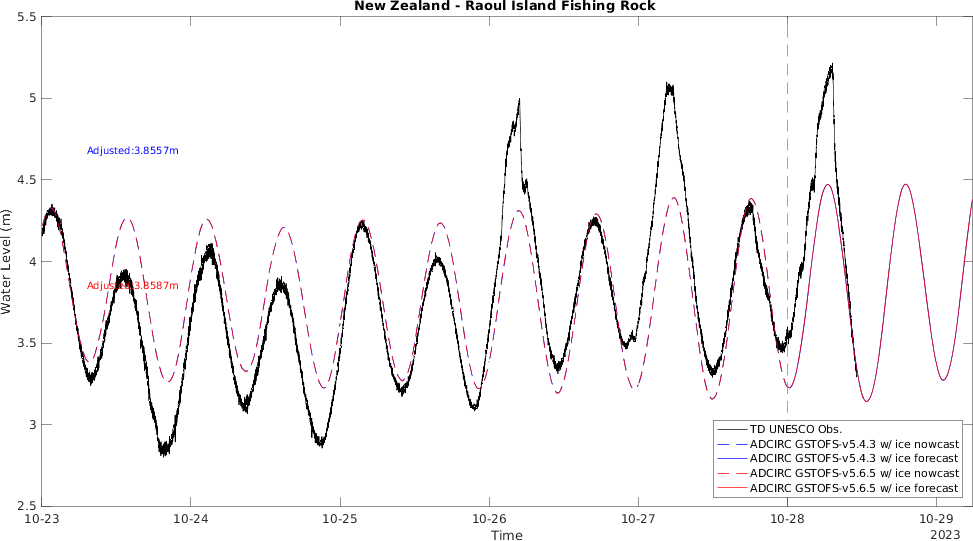 New Zealand - Raoul Island Fishing Rock
5.5
5
4.5
4
3.5
3
2.5
Water Level (m)
Adjusted:3.8557m
Adjusted:3.8587m
TD UNESCO Obs.
ADCIRC GSTOFS-v5.4.3 w/ ice nowcast
ADCIRC GSTOFS-v5.4.3 w/ ice forecast
ADCIRC GSTOFS-v5.6.5 w/ ice nowcast
ADCIRC GSTOFS-v5.6.5 w/ ice forecast
10-23 10-24 10-25 10-26 10-27 10-28 10-29
Time 2023